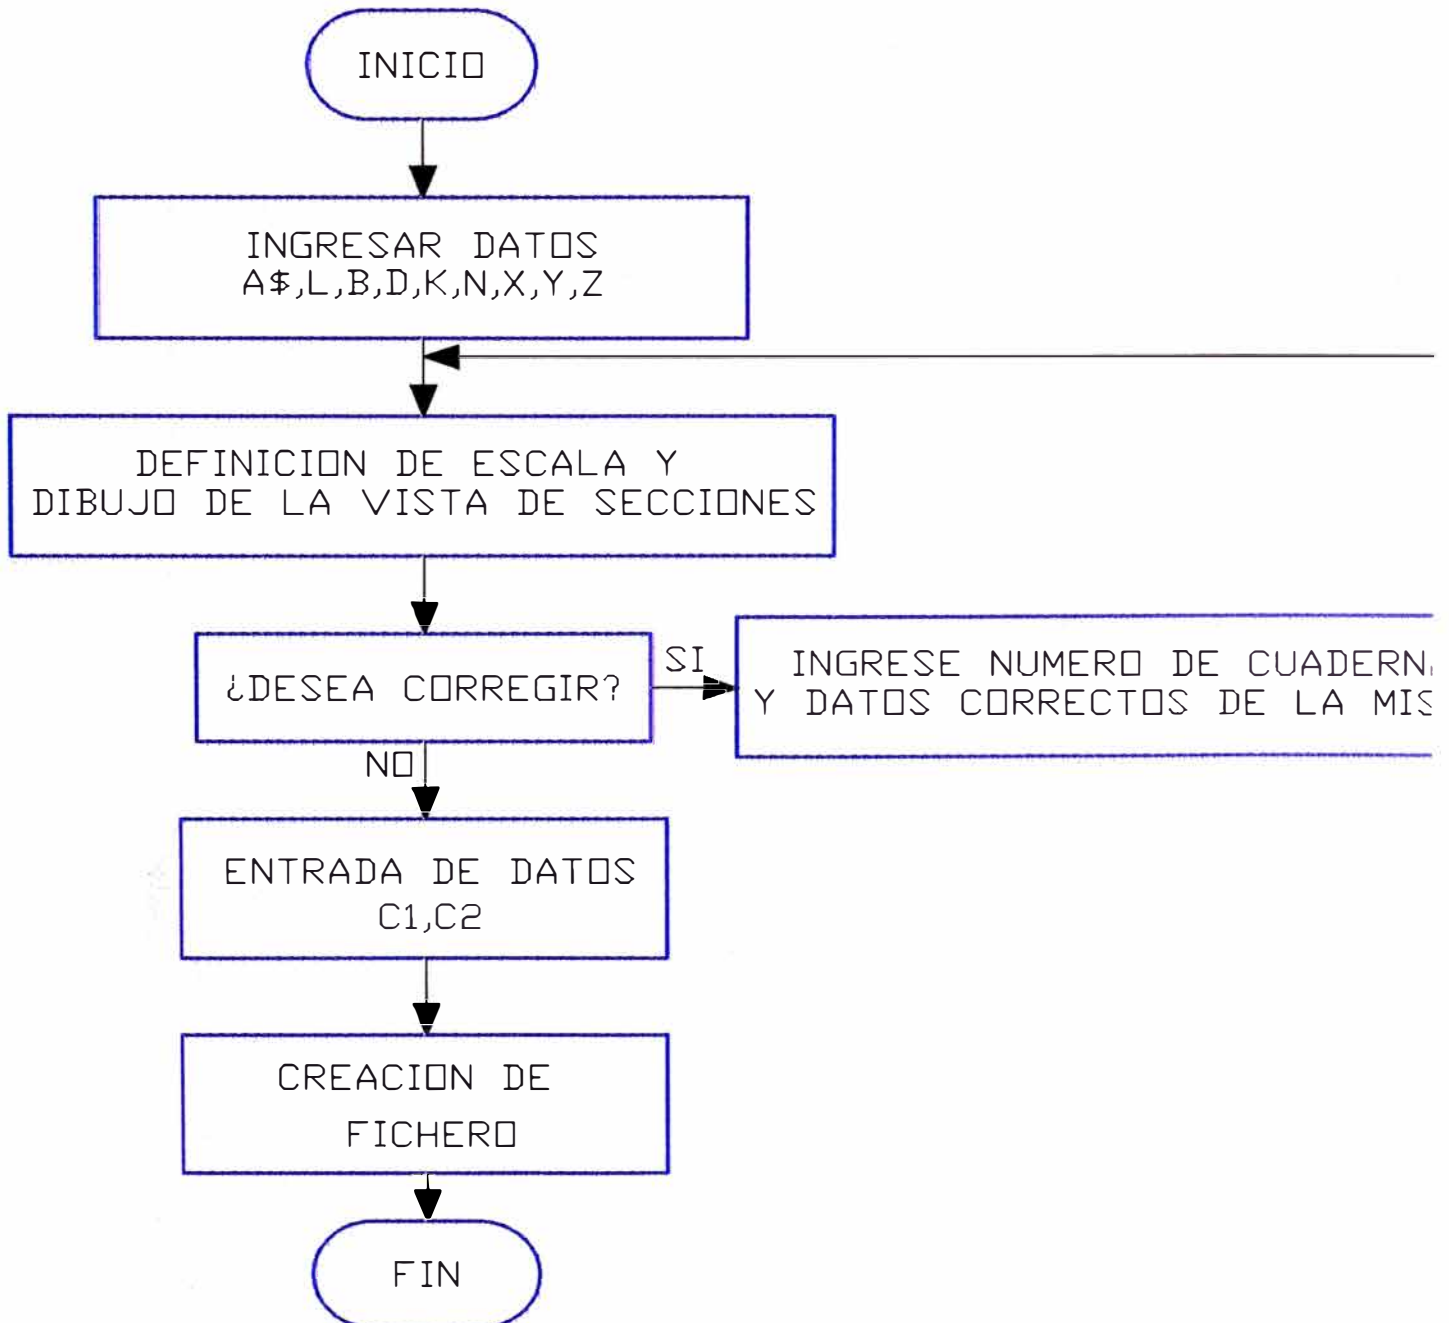 INICIO
INGRESAR DATOS
A$,L,B,D,K,N,X,Y,Z
DEFINICION DE ESCALA Y
DIBUJO DE LA VISTA DE SECCIONES
¿DESEA CORREGIR?
SI
INGRESE NUMERO DE
Y DATOS CORRECTOS DE LA
NO
ENTRADA DE DATOS
C1,C2
CREACION DE
FICHERO
FIN